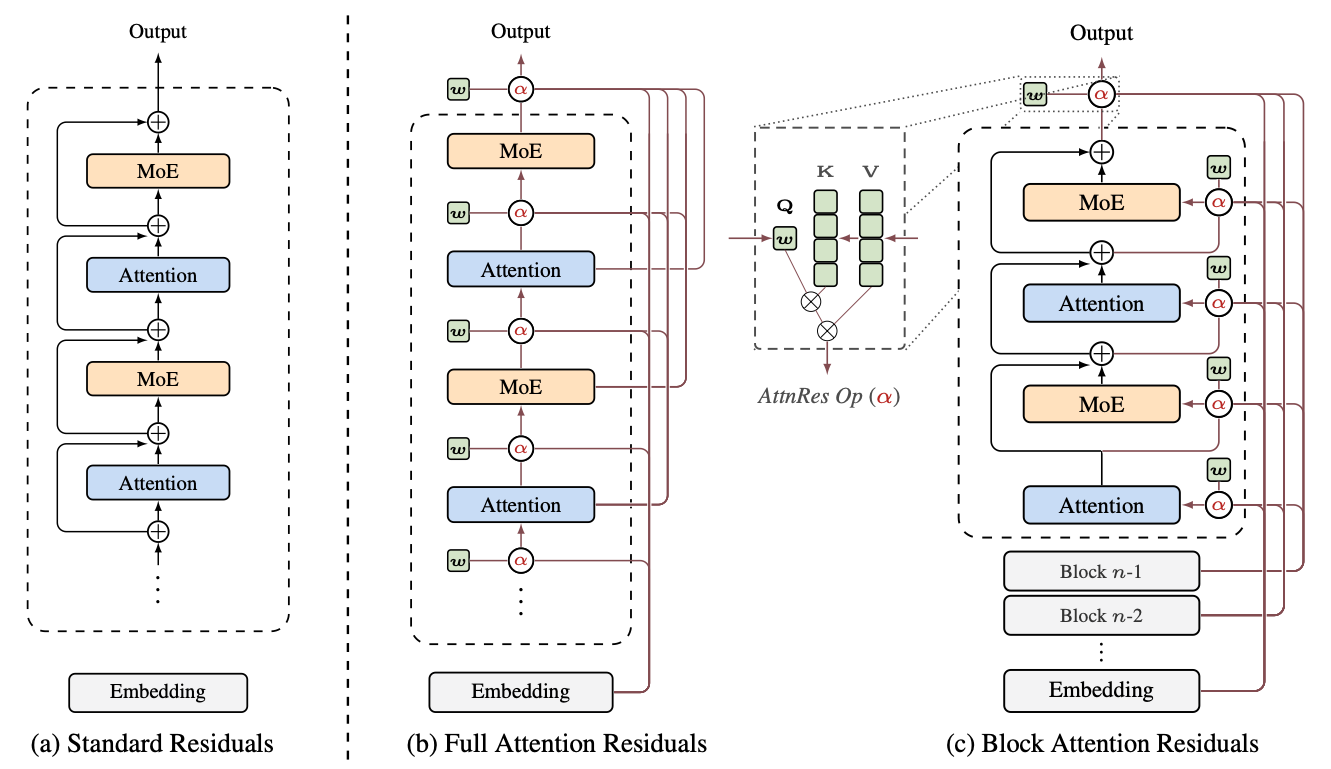 Output
MoE
Attention
MoE
Attention
⋮
Embedding
(a) Standard Residuals
Output
w α
MoE
w α
Attention
w α
MoE
w α
Attention
w α
⋮
Embedding
(b) Full Attention Residuals
K V
Q
w
AttnRes Op (α)
Output
w α
w
MoE α
w
Attention α
w
MoE α
w
Attention α
Block n-1
Block n-2
⋮
Embedding
(c) Block Attention Residuals